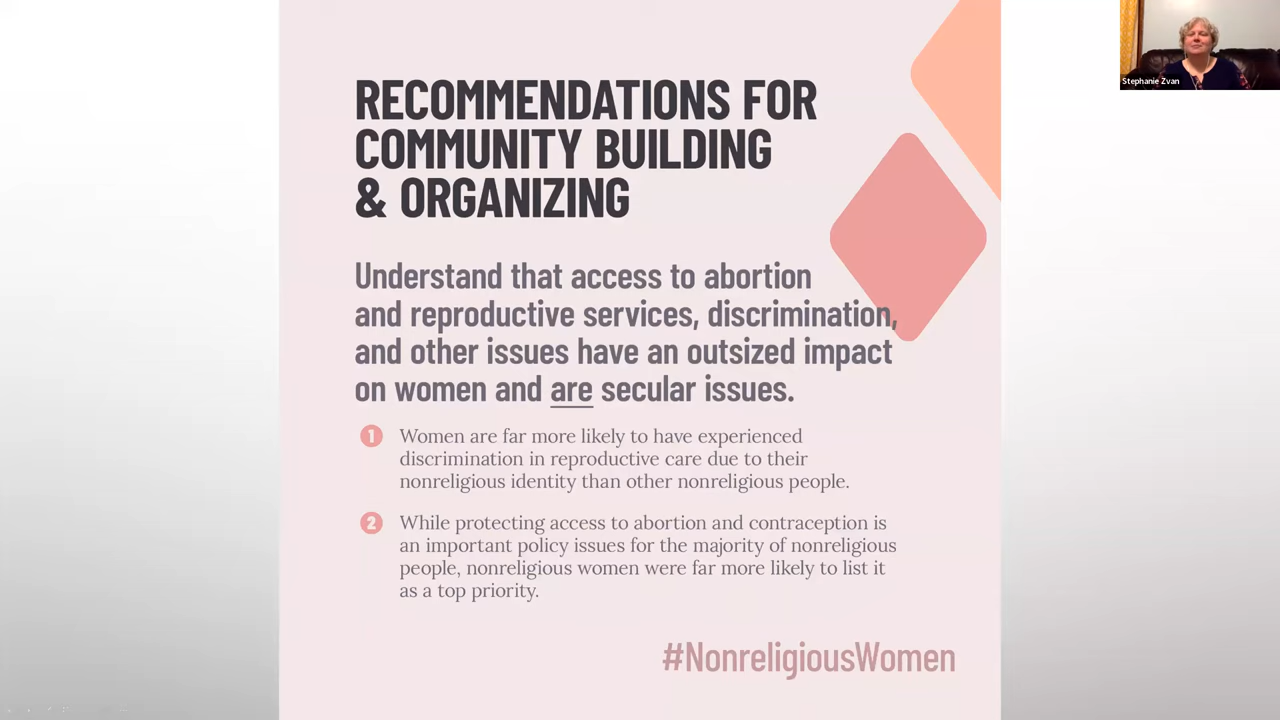 Stephanie Zvan
RECOMMENDATIONS FOR
COMMUNITY BUILDING
& ORGANIZING
Understand that access to abortion
and reproductive services, discrimination,
and other issues have an outsized impact
on women and are secular issues.
1 Women are far more likely to have experienced
discrimination in reproductive care due to their
nonreligious identity than other nonreligious people.
2 While protecting access to abortion and contraception is
an important policy issues for the majority of nonreligious
people, nonreligious women were far more likely to list it
as a top priority.
#NonreligiousWomen